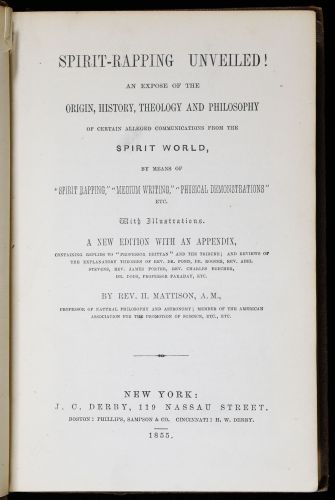 SPIRIT-RAPPING UNVEILED!
AN EXPOSE OF THE
ORIGIN, HISTORY, THEOLOGY AND PHILOSOPHY
OF CERTAIN ALLEGED COMMUNICATIONS FROM THE
SPIRIT WORLD,
BY MEANS OF
"SPIRIT RAPPING," "MEDIUM WRITING," "PHYSICAL DEMONSTRATIONS"
ETC.
With Illustrations.
A NEW EDITION WITH AN APPENDIX,
CONTAINING REPLIES TO "PROFESSOR BRITTAN" AND THE TRIBUNE; AND REVIEWS OF
THE EXPLANATORY THEORIES OF REV. DR. POND, DR. ROGERS, REV. ABEL
STEVENS, REV. JAMES PORTER, REV. CHARLES BEECHER,
DR. DODS, PROFESSOR FARADAY, ETC.
BY REV. H. MATTISON, A.M.,
PROFESSOR OF NATURAL PHILOSOPHY AND ASTRONOMY; MEMBER OF THE AMERICAN
ASSOCIATION FOR THE PROMOTION OF SCIENCE, ETC., ETC.
NEW YORK:
J. C. DERBY, 119 NASSAU STREET.
BOSTON: PHILLIPS, SAMPSON & CO. CINCINNATI: H. W. DERBY.
1855.